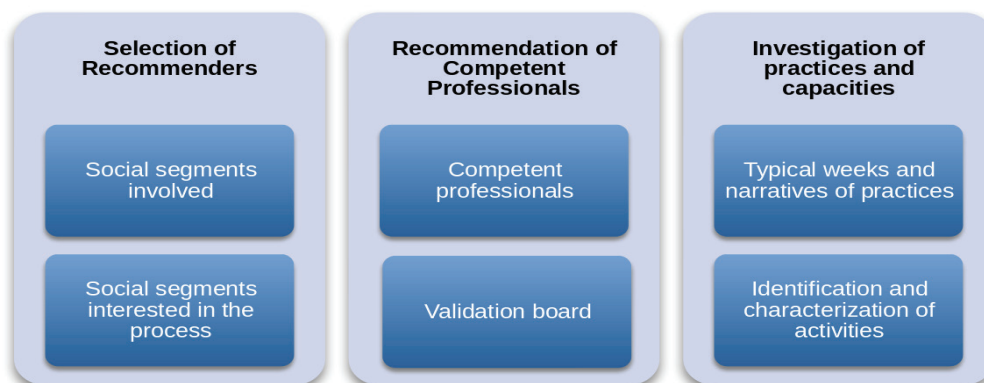 Selection of
Recommenders
Social segments
involved
Social segments
interested in the
process
Recommendation of
Competent
Professionals
Competent
professionals
Validation board
Investigation of
practices and
capacities
Typical weeks and
narratives of practices
Identification and
characterization of
activities